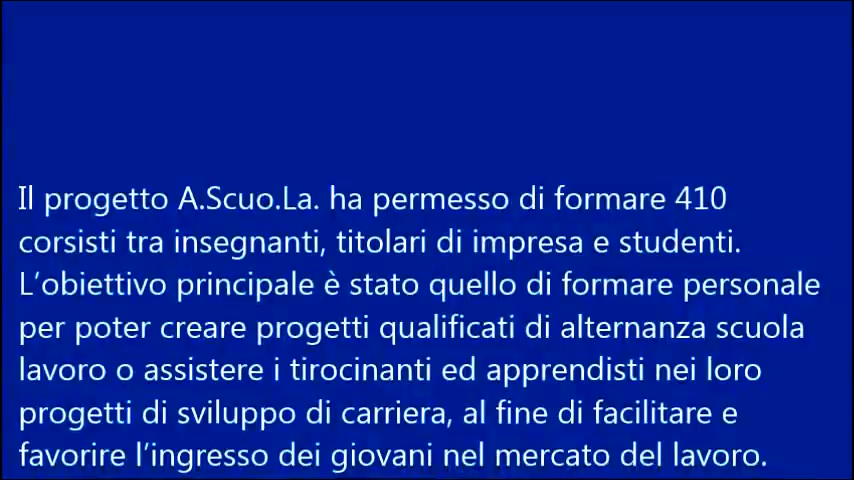 Il progetto A.Scuo.La. ha permesso di formare 410
corsisti tra insegnanti, titolari di impresa e studenti.
L’obiettivo principale è stato quello di formare personale
per poter creare progetti qualificati di alternanza scuola
lavoro o assistere i tirocinanti ed apprendisti nei loro
progetti di sviluppo di carriera, al fine di facilitare e
favorire l’ingresso dei giovani nel mercato del lavoro.